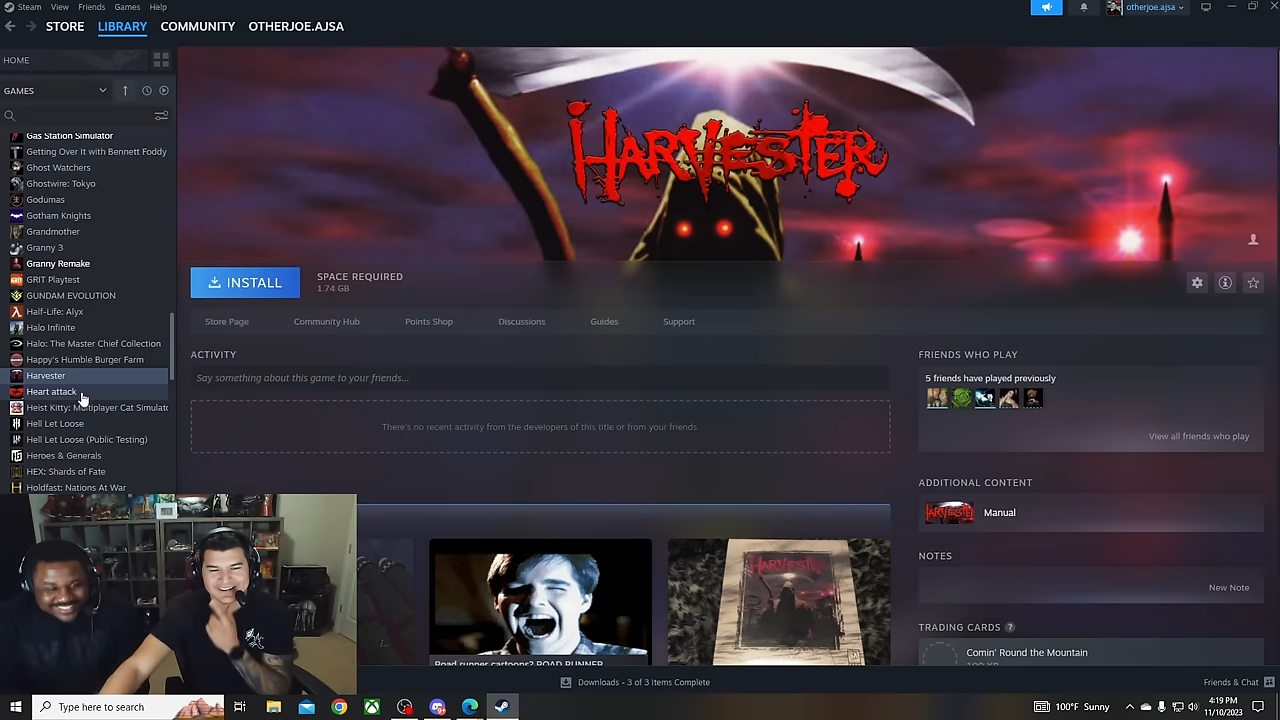 Steam View Friends Games Help
otherjoe.ajsa
STORE LIBRARY COMMUNITY OTHERJOE.AJSA
HOME
GAMES
Gas Station Simulator
Getting Over It with Bennett Foddy
Ghost Watchers
Ghostwire: Tokyo
Godumas
Gotham Knights
Grandmother
Granny 3
Granny Remake
GRIT Playtest
GUNDAM EVOLUTION
Half-Life: Alyx
Halo Infinite
Halo: The Master Chief Collection
Happy's Humble Burger Farm
Harvester
Heart attack
Heist Kitty: Multiplayer Cat Simulato
Hell Let Loose
Hell Let Loose (Public Testing)
Heroes & Generals
HEX: Shards of Fate
Holdfast: Nations At War
HARVESTER
INSTALL
SPACE REQUIRED
1.74 GB
Store Page Community Hub Points Shop Discussions Guides Support
ACTIVITY
Say something about this game to your friends...
There's no recent activity from the developers of this title or from your friends.
Road runner cartoons? ROAD RUNNER
HARVESTER
FRIENDS WHO PLAY
5 friends have played previously
View all friends who play
ADDITIONAL CONTENT
HARVESTER
Manual
NOTES
New Note
TRADING CARDS ?
Comin' Round the Mountain
100 XP
Downloads - 3 of 3 Items Complete
Friends & Chat
Type here to search
100°F Sunny
4:19 PM
11/10/2023